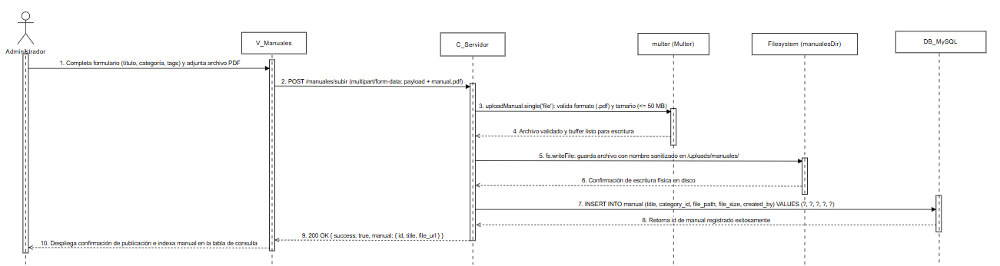 Administrador
V_Manuales
C_Servidor
multer (Multer)
Filesystem (manualesDir)
DB_MySQL
1. Completa formulario (título, categoría, tags) y adjunta archivo PDF
2. POST /manuales/subir (multipart/form-data: payload + manual.pdf)
3. uploadManual.single('file'): valida formato (.pdf) y tamaño (<= 50 MB)
4. Archivo validado y buffer listo para escritura
5. fs.writeFile: guarda archivo con nombre sanitizado en /uploads/manuales/
6. Confirmación de escritura física en disco
7. INSERT INTO manual (title, category_id, file_path, file_size, created_by) VALUES (?, ?, ?, ?, ?)
8. Retorna id de manual registrado exitosamente
9. 200 OK { success: true, manual: { id, title, file_url } }
10. Despliega confirmación de publicación e indexa manual en la tabla de consulta